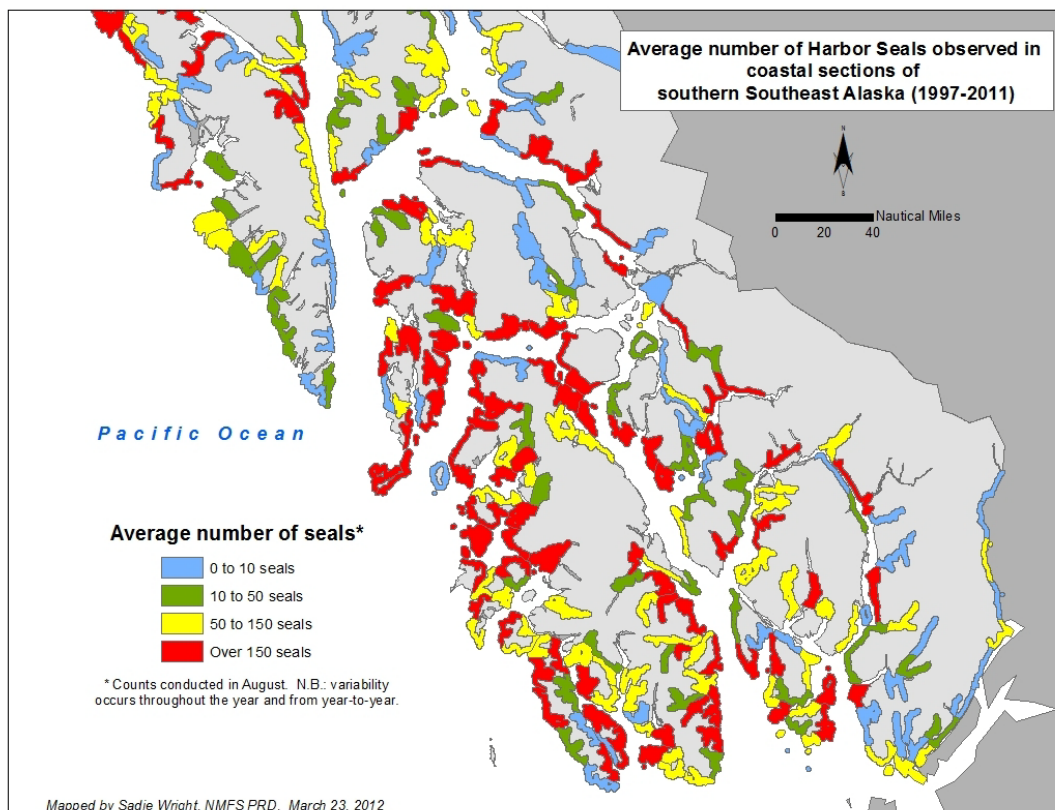 Average number of Harbor Seals observed in
coastal sections of
southern Southeast Alaska (1997-2011)
N
S
Nautical Miles
0 20 40
Pacific Ocean
Average number of seals*
0 to 10 seals
10 to 50 seals
50 to 150 seals
Over 150 seals
* Counts conducted in August. N.B.: variability
occurs throughout the year and from year-to-year.
Mapped by Sadie Wright, NMFS PRD, March 23, 2012